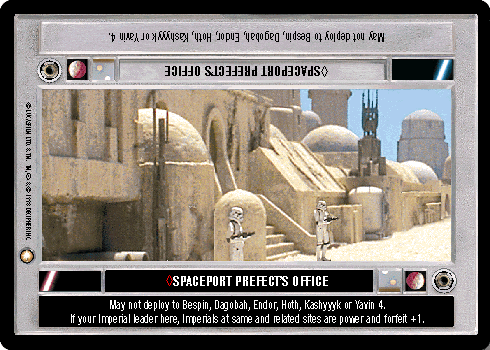 May not deploy to Bespin, Dagobah, Endor, Hoth, Kashyyyk or Yavin 4.
◊SPACEPORT PREFECT'S OFFICE
◊SPACEPORT PREFECT'S OFFICE
May not deploy to Bespin, Dagobah, Endor, Hoth, Kashyyyk or Yavin 4.
If your Imperial leader here, Imperials at same and related sites are power and forfeit +1.